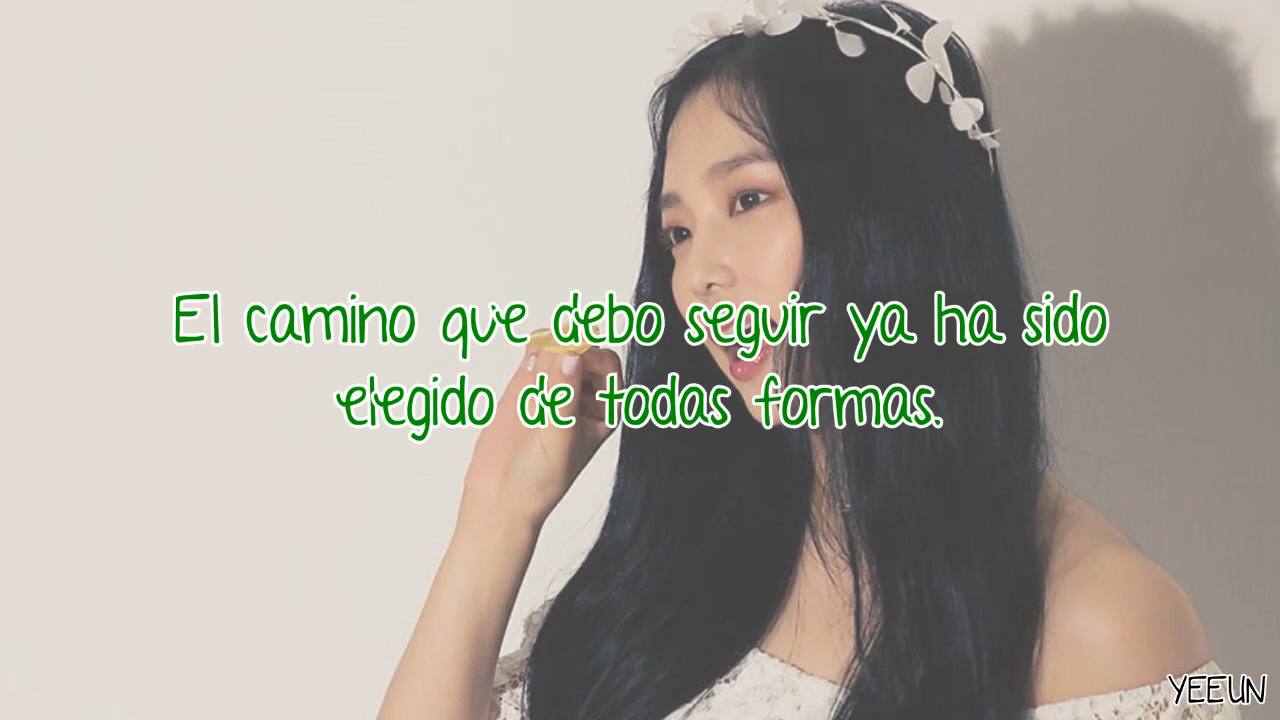 El camino que debo seguir ya ha sido
elegido de todas formas.
YEEUN